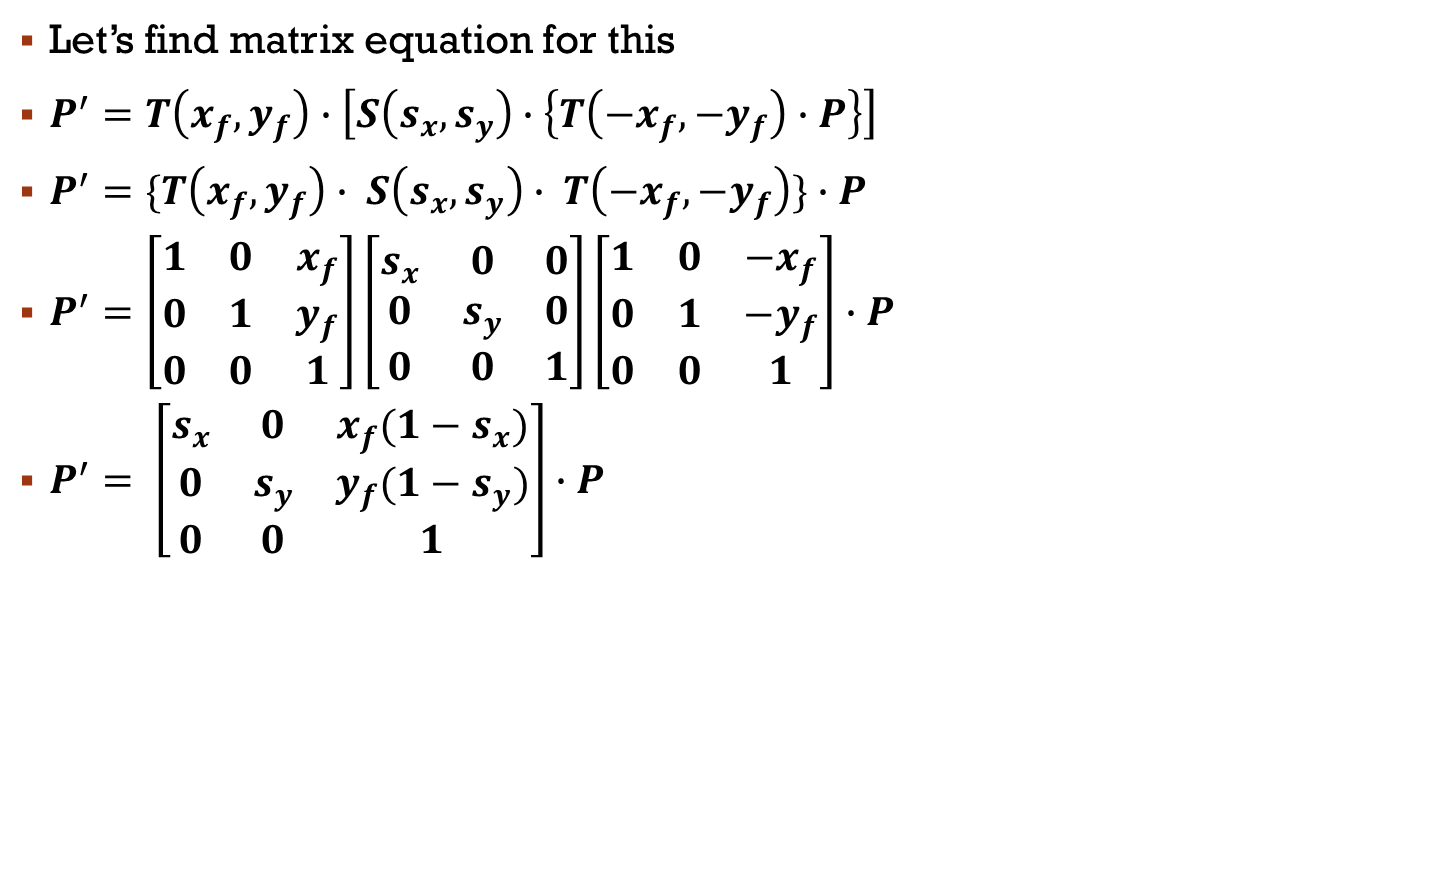 ▪ Let’s find matrix equation for this
▪ P′ = T(x_f, y_f) · [S(s_x, s_y) · {T(−x_f, −y_f) · P}]
▪ P′ = {T(x_f, y_f) · S(s_x, s_y) · T(−x_f, −y_f)} · P
▪ P′ = [1 0 x_f; 0 1 y_f; 0 0 1] [s_x 0 0; 0 s_y 0; 0 0 1] [1 0 −x_f; 0 1 −y_f; 0 0 1] · P
▪ P′ = [s_x 0 x_f(1 − s_x); 0 s_y y_f(1 − s_y); 0 0 1] · P